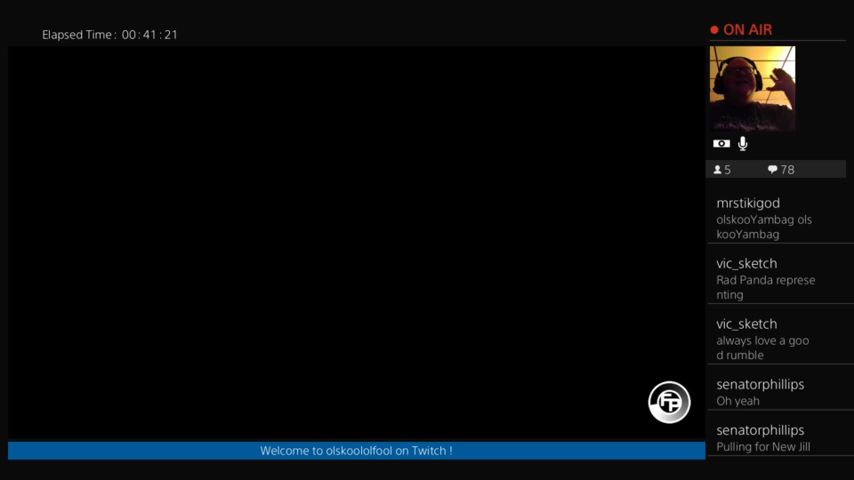 Elapsed Time: 00:41:21
ON AIR
5 78
mrstikigod
olskooYambag ols
kooYambag
vic_sketch
Rad Panda represe
nting
vic_sketch
always love a goo
d rumble
senatorphillips
Oh yeah
senatorphillips
Pulling for New Jill
FP
Welcome to olskoololfool on Twitch !